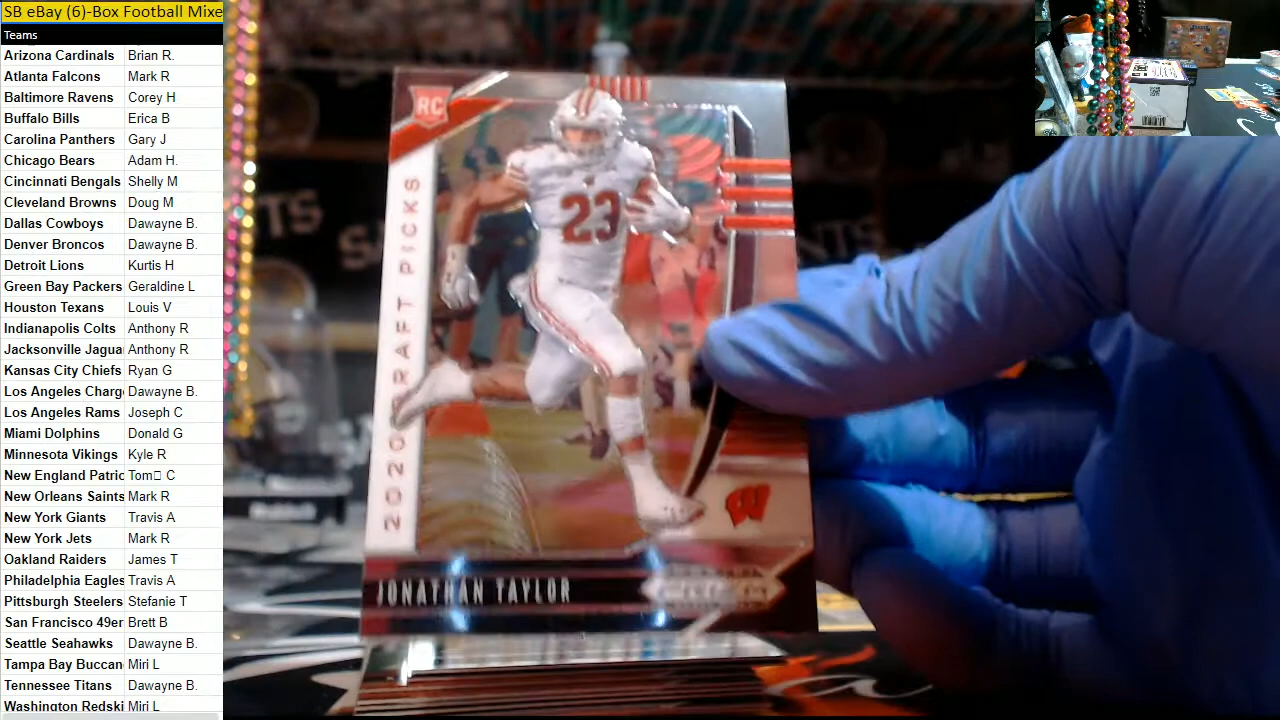 SB eBay (6)-Box Football Mixe
Teams
Arizona Cardinals Brian R.
Atlanta Falcons Mark R
Baltimore Ravens Corey H
Buffalo Bills Erica B
Carolina Panthers Gary J
Chicago Bears Adam H.
Cincinnati Bengals Shelly M
Cleveland Browns Doug M
Dallas Cowboys Dawayne B.
Denver Broncos Dawayne B.
Detroit Lions Kurtis H
Green Bay Packers Geraldine L
Houston Texans Louis V
Indianapolis Colts Anthony R
Jacksonville Jagua Anthony R
Kansas City Chiefs Ryan G
Los Angeles Charg Dawayne B.
Los Angeles Rams Joseph C
Miami Dolphins Donald G
Minnesota Vikings Kyle R
New England Patric Tom□ C
New Orleans Saints Mark R
New York Giants Travis A
New York Jets Mark R
Oakland Raiders James T
Philadelphia Eagles Travis A
Pittsburgh Steelers Stefanie T
San Francisco 49er Brett B
Seattle Seahawks Dawayne B.
Tampa Bay Buccan Miri L
Tennessee Titans Dawayne B.
Washington Redski Miri L
RC
2020 DRAFT PICKS
23
W
JONATHAN TAYLOR